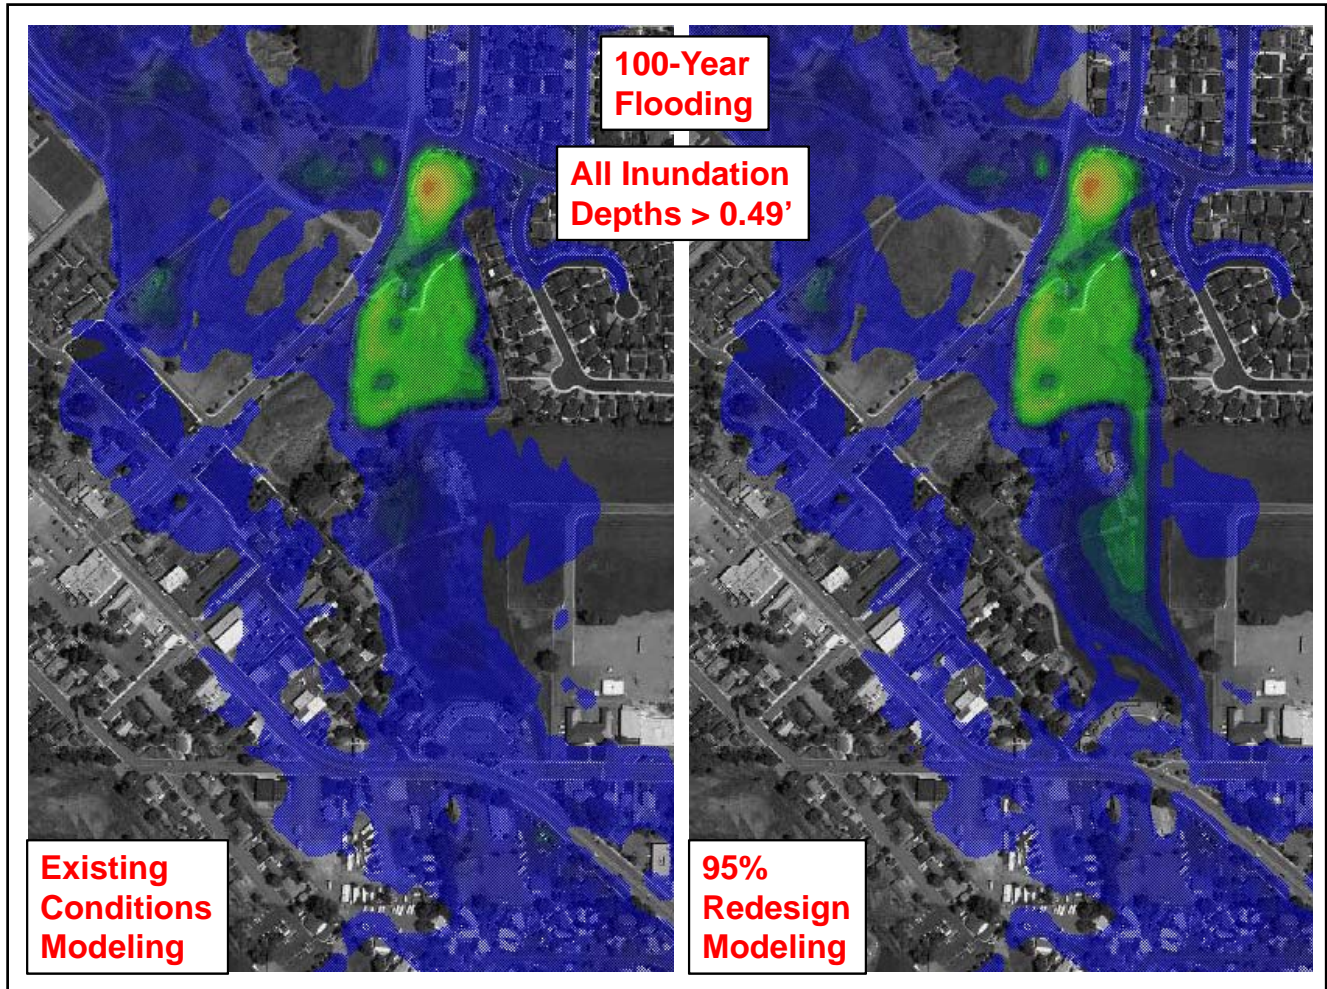 100-Year
Flooding
All Inundation
Depths > 0.49’
Existing
Conditions
Modeling
95%
Redesign
Modeling